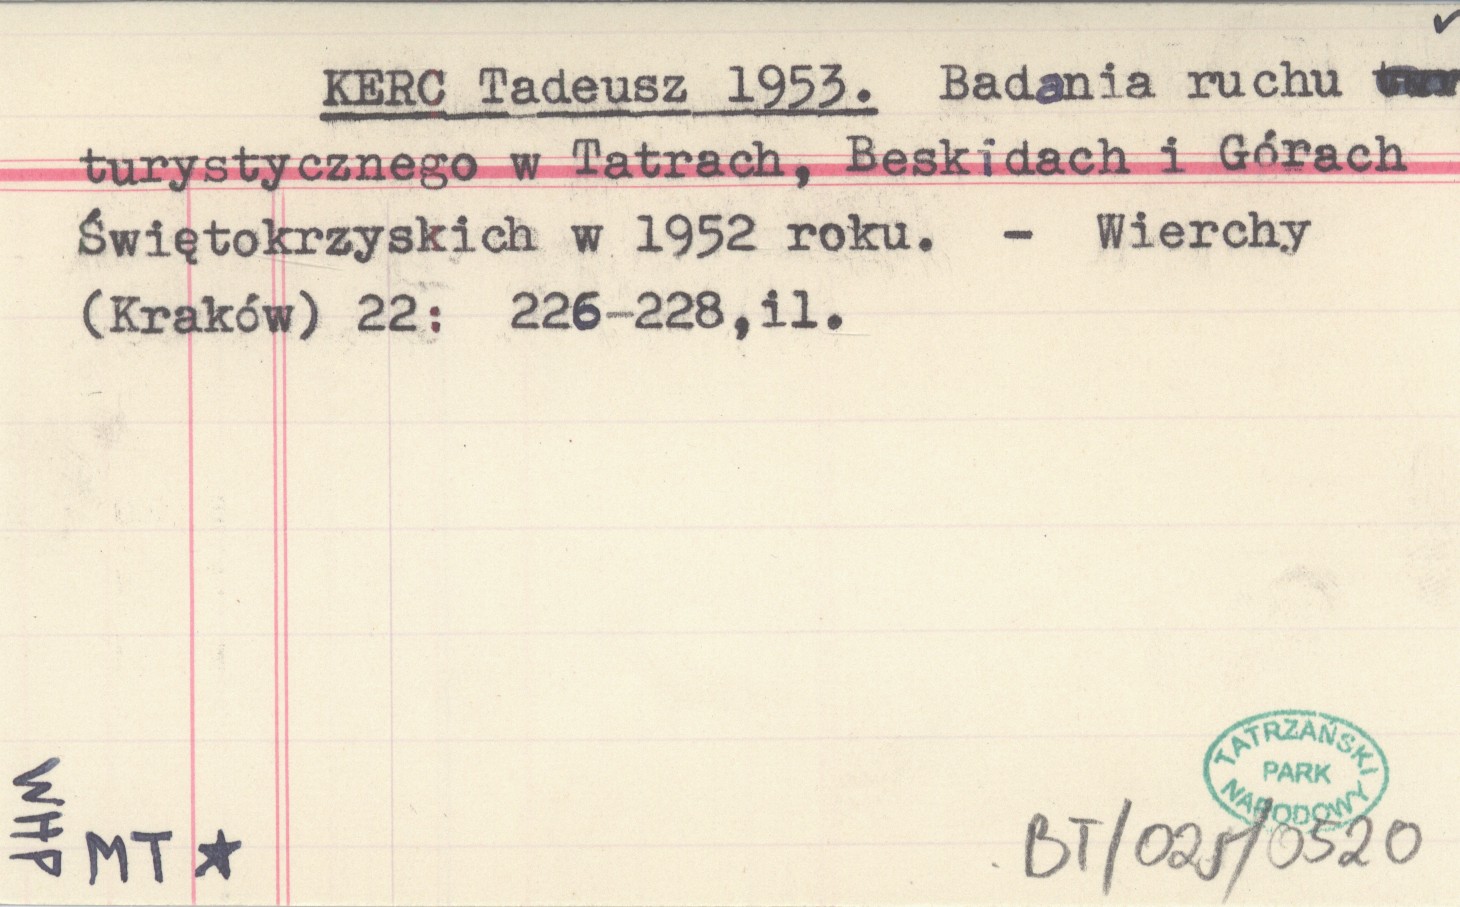 KERC Tadeusz 1953. Badania ruchu
turystycznego w Tatrach, Beskidach i Górach
Świętokrzyskich w 1952 roku. - Wierchy
(Kraków) 22: 226-228,il.
TATRZAŃSKI
PARK
NARODOWY
WHP
MT ★
BT/025/0520